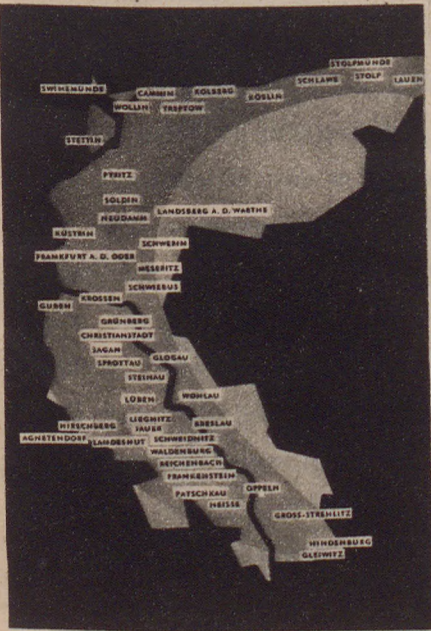 STOLPMÜNDE
SCHLAWE STOLP LAUEN
SWINEMÜNDE CAMMIN KOLBERG KÖSLIN
WOLLIN TREPTOW
STETTIN
PYRITZ
SOLDIN
NEUDAMM LANDSBERG A. D. WARTHE
KÜSTRIN
SCHWERIN
FRANKFURT A. D. ODER
MESERITZ
SCHWIEBUS
GUBEN KROSSEN
GRÜNBERG
CHRISTIANSTADT
SAGAN
SPROTTAU GLOGAU
STEINAU
LÜBEN WOHLAU
LIEGNITZ
HIRSCHBERG JAUER BRESLAU
AGNETENDORF LANDESHUT SCHWEIDNITZ
WALDENBURG
REICHENBACH
FRANKENSTEIN
PATSCHKAU OPPELN
NEISSE
GROSS-STREHLITZ
HINDENBURG
GLEIWITZ